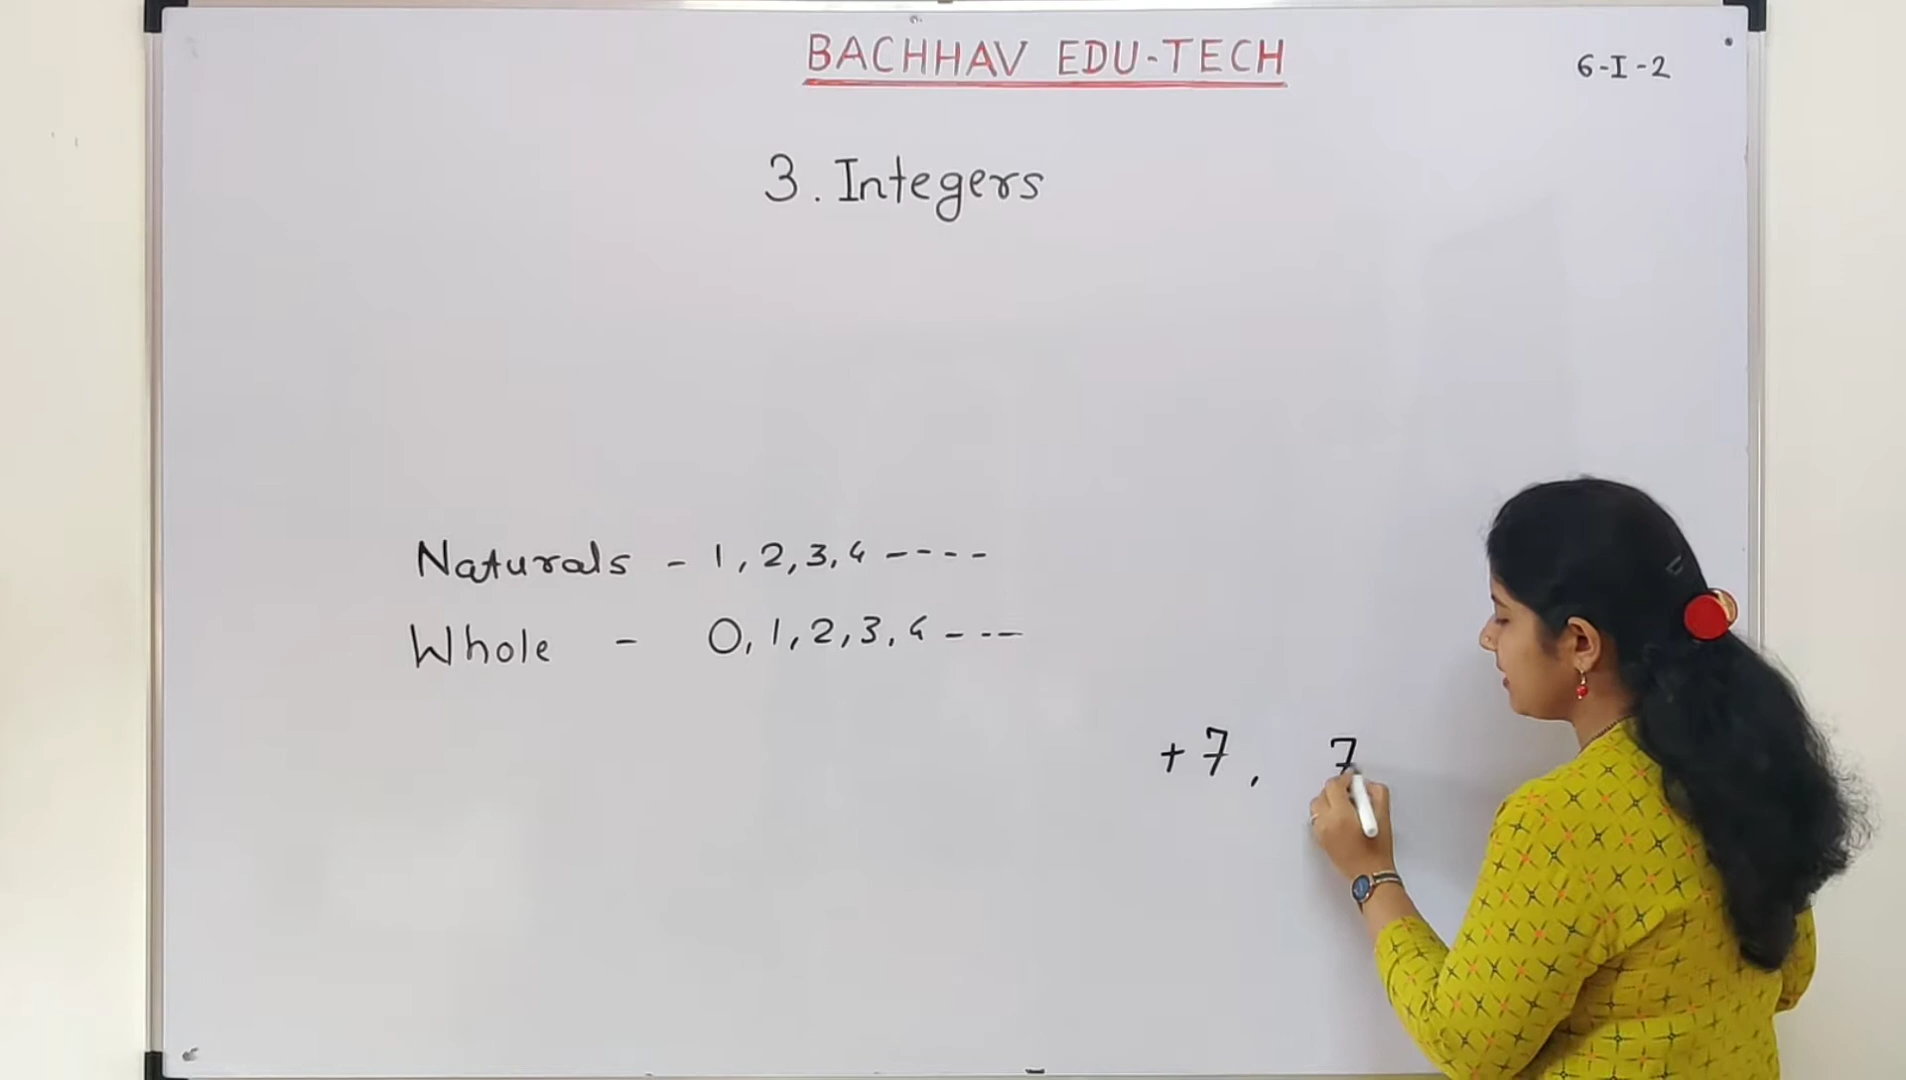 BACHHAV EDU-TECH
6-I-2
3. Integers
Naturals - 1, 2, 3, 4 ----
Whole - 0, 1, 2, 3, 4 ---
+7, 7